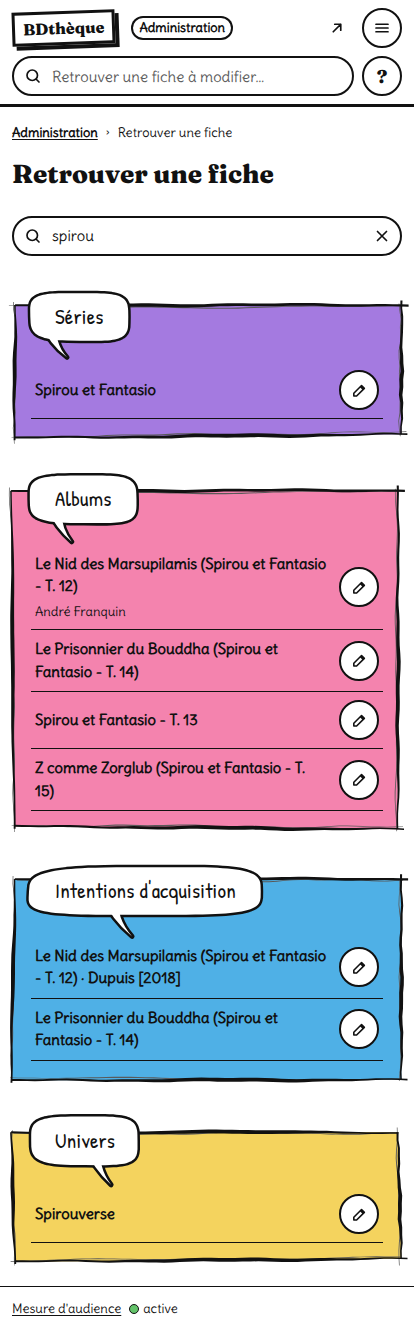 BDthèque
Administration
Retrouver une fiche à modifier...
?
Administration › Retrouver une fiche
Retrouver une fiche
spirou
Séries
Spirou et Fantasio
Albums
Le Nid des Marsupilamis (Spirou et Fantasio
- T. 12)
André Franquin
Le Prisonnier du Bouddha (Spirou et
Fantasio - T. 14)
Spirou et Fantasio - T. 13
Z comme Zorglub (Spirou et Fantasio - T.
15)
Intentions d'acquisition
Le Nid des Marsupilamis (Spirou et Fantasio
- T. 12) · Dupuis [2018]
Le Prisonnier du Bouddha (Spirou et
Fantasio - T. 14)
Univers
Spirouverse
Mesure d'audience active